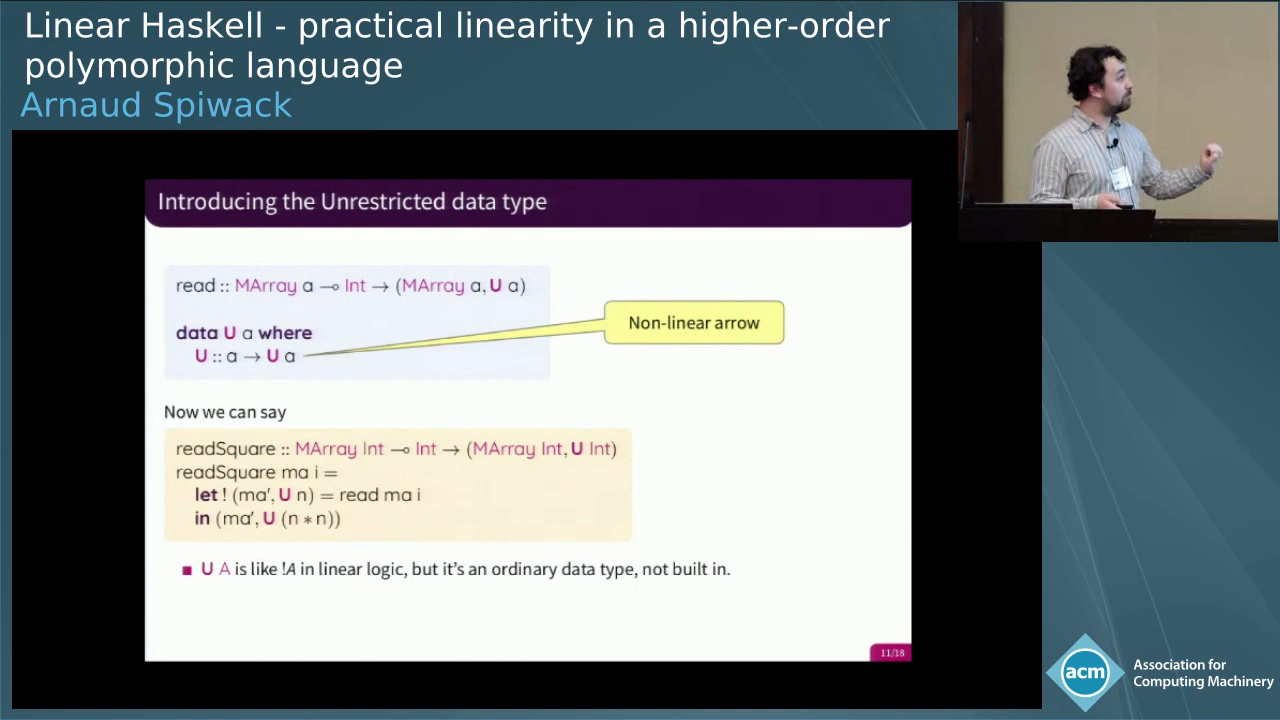 Linear Haskell - practical linearity in a higher-order
polymorphic language
Arnaud Spiwack
Introducing the Unrestricted data type
read :: MArray a ⊸ Int → (MArray a, U a)
data U a where
U :: a → U a
Non-linear arrow
Now we can say
readSquare :: MArray Int ⊸ Int → (MArray Int, U Int)
readSquare ma i =
let ! (ma′, U n) = read ma i
in (ma′, U (n ∗ n))
■ U A is like !A in linear logic, but it's an ordinary data type, not built in.
11/18
acm
Association for
Computing Machinery